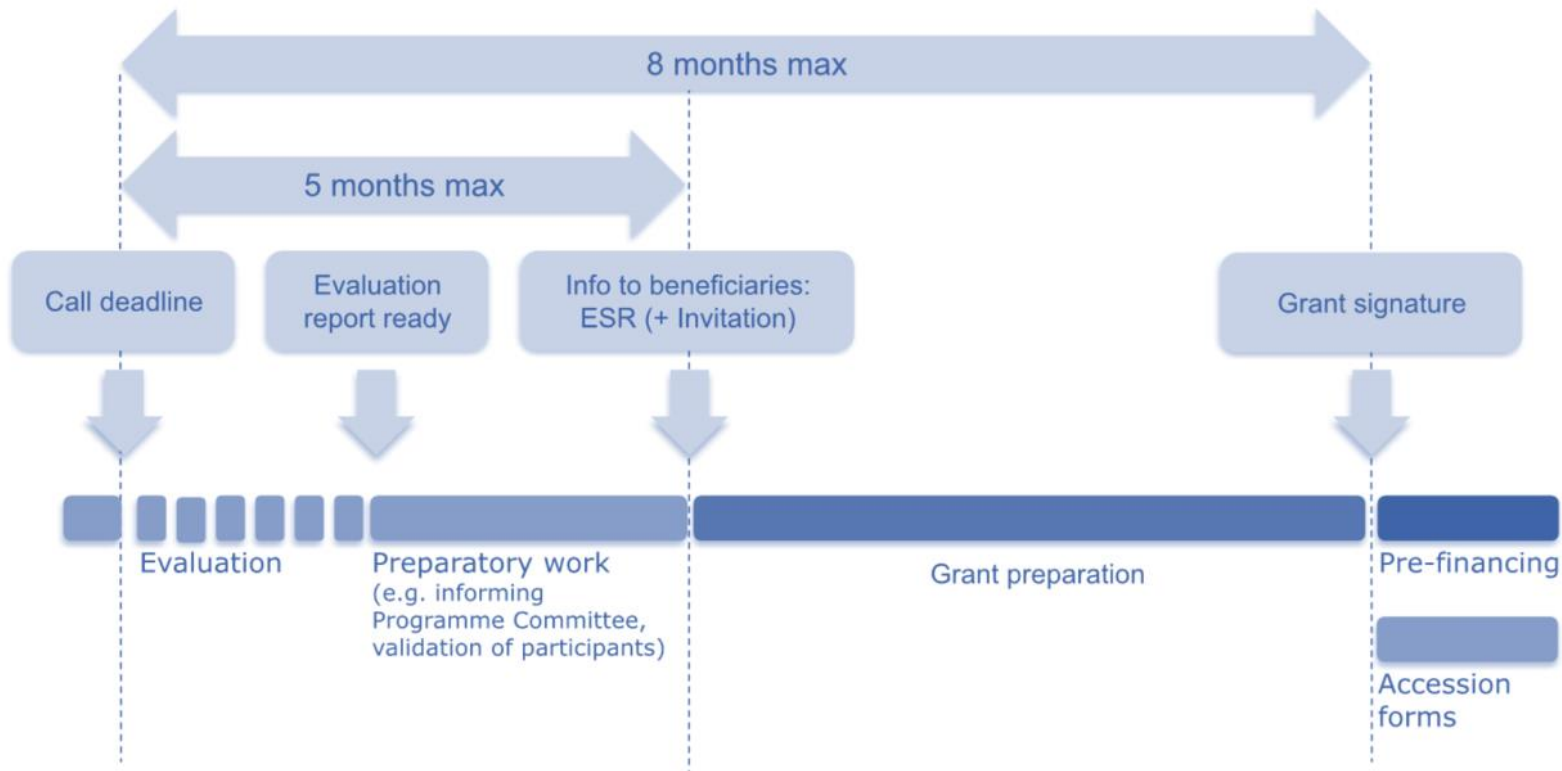 8 months max
5 months max
Call deadline
Evaluation
report ready
Info to beneficiaries:
ESR (+ Invitation)
Grant signature
Evaluation
Preparatory work
(e.g. informing
Programme Committee,
validation of participants)
Grant preparation
Pre-financing
Accession
forms